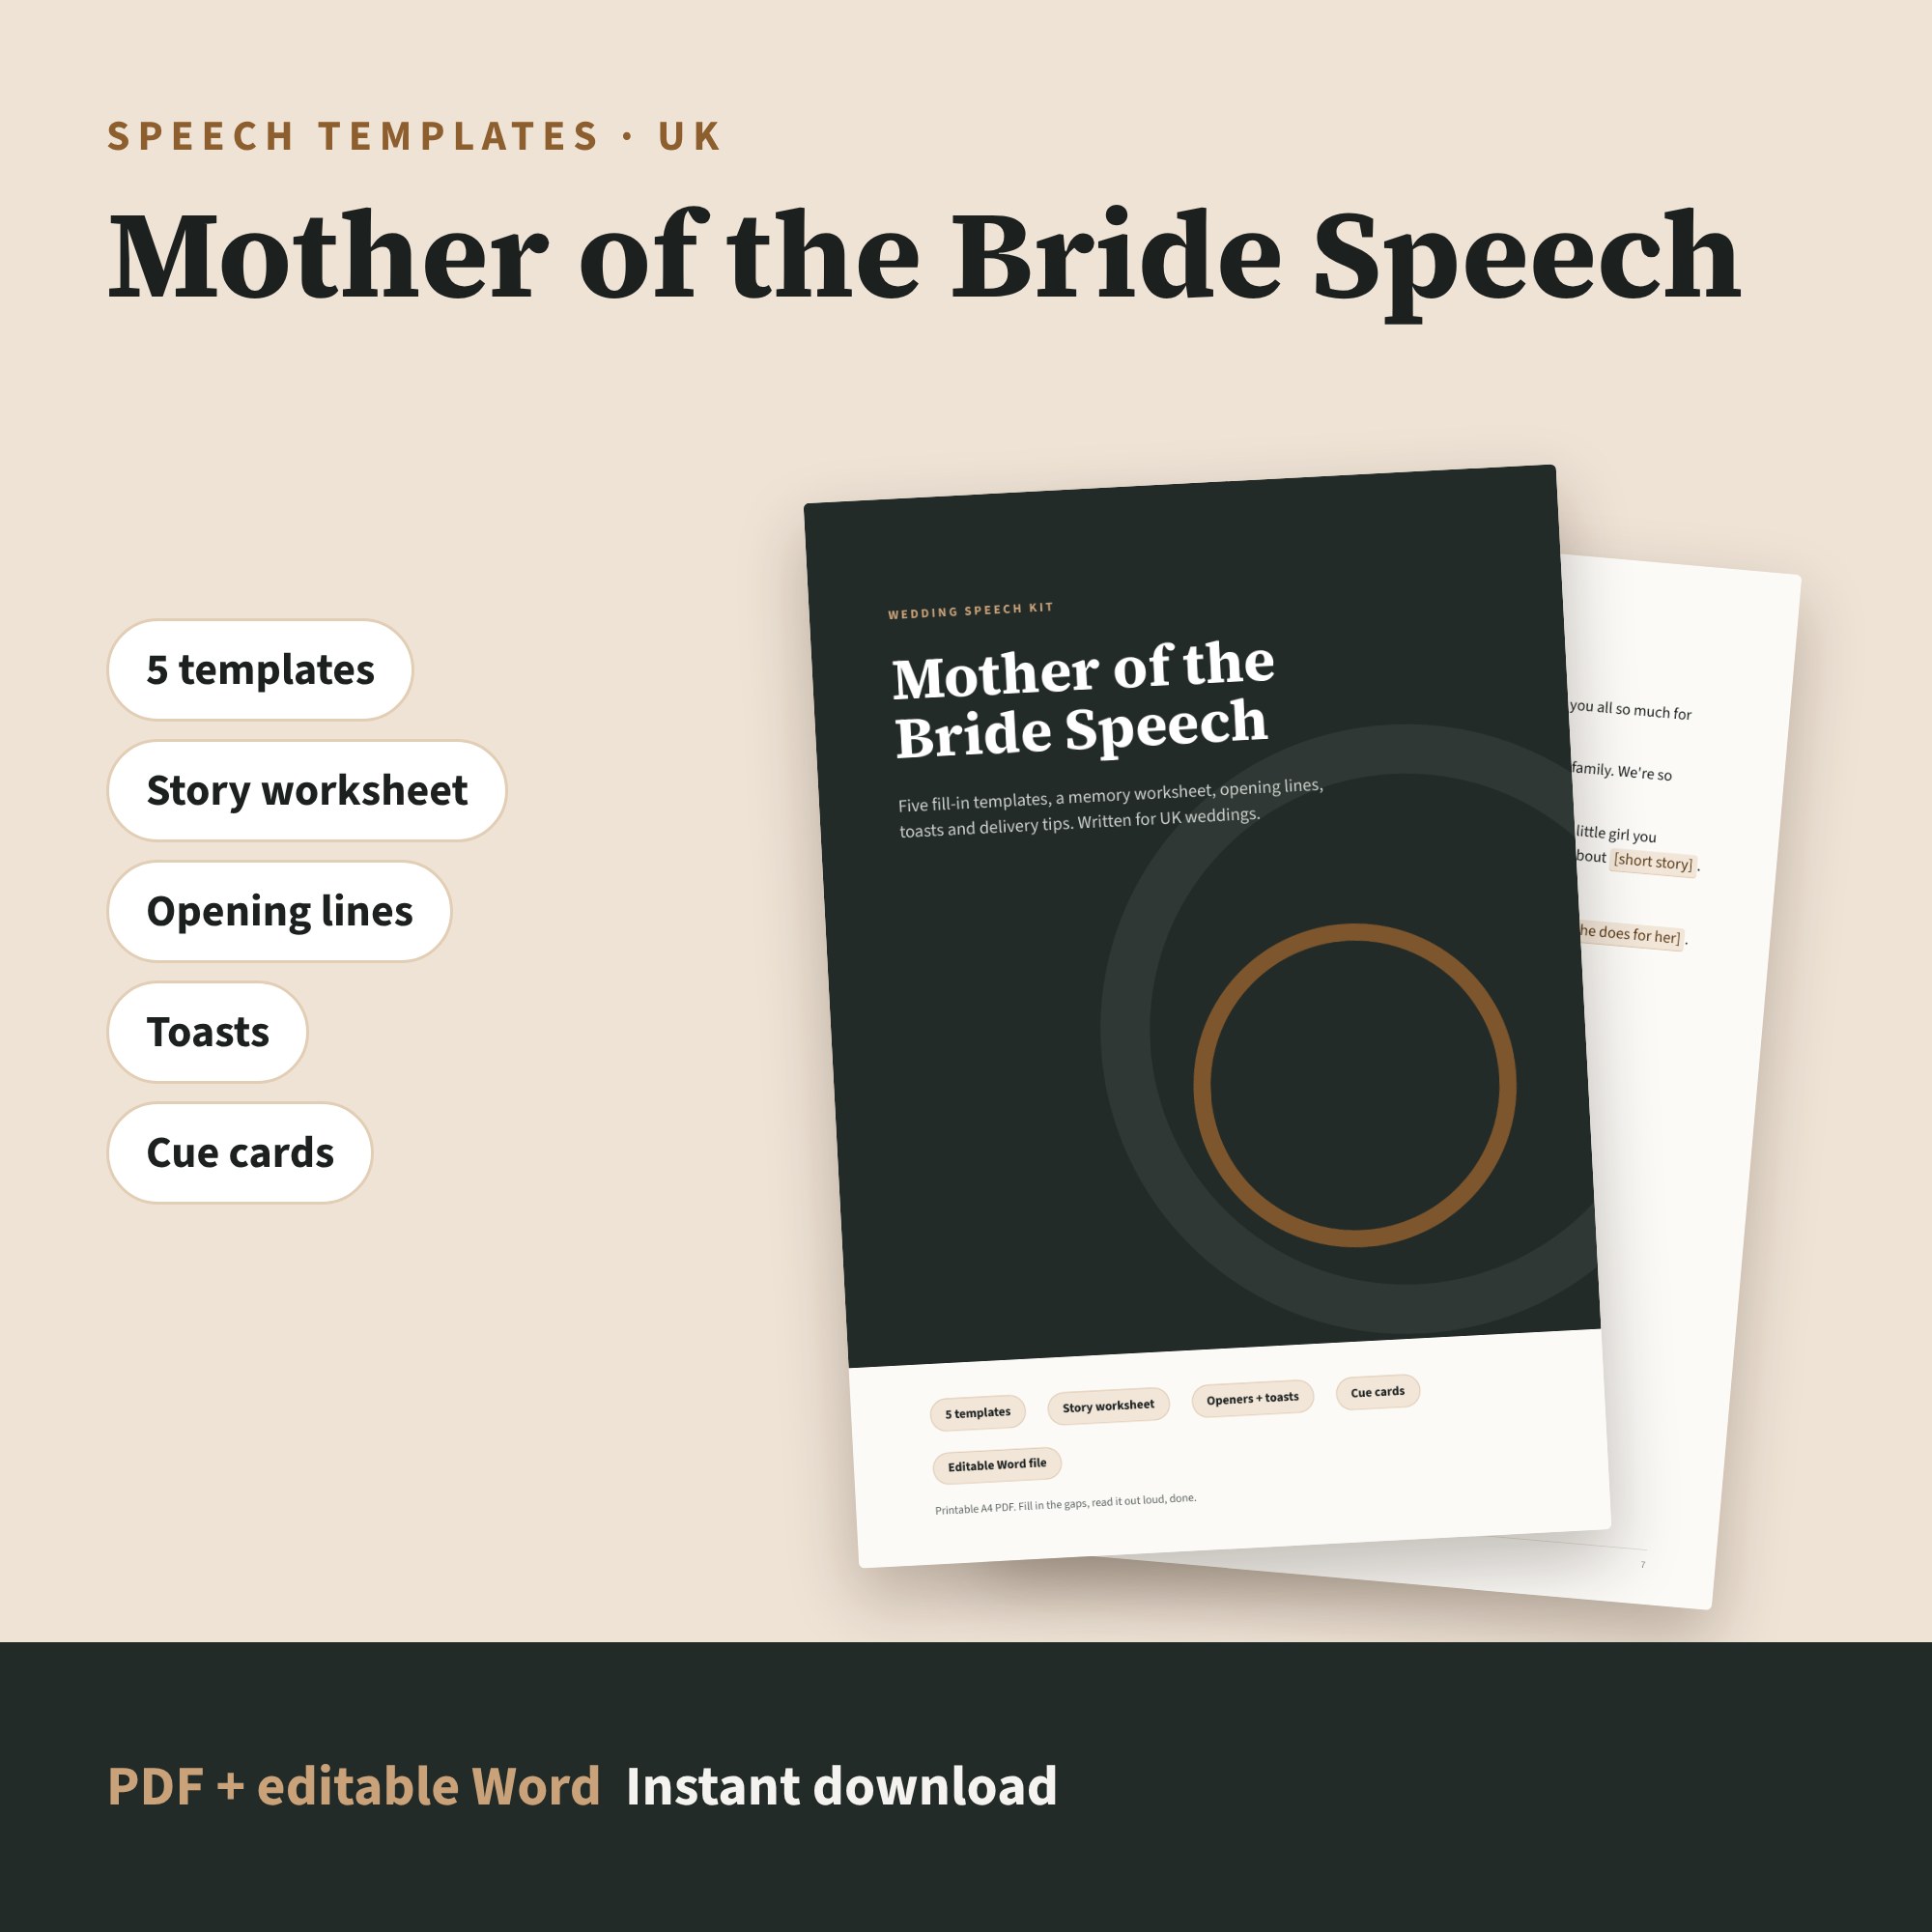 SPEECH TEMPLATES · UK
Mother of the Bride Speech
5 templates
Story worksheet
Opening lines
Toasts
Cue cards
WEDDING SPEECH KIT
Mother of the
Bride Speech
Five fill-in templates, a memory worksheet, opening lines,
toasts and delivery tips. Written for UK weddings.
5 templates
Story worksheet
Openers + toasts
Cue cards
Editable Word file
Printable A4 PDF. Fill in the gaps, read it out loud, done.
you all so much for
family. We're so
little girl you
bout [short story].
he does for her].
7
PDF + editable Word Instant download